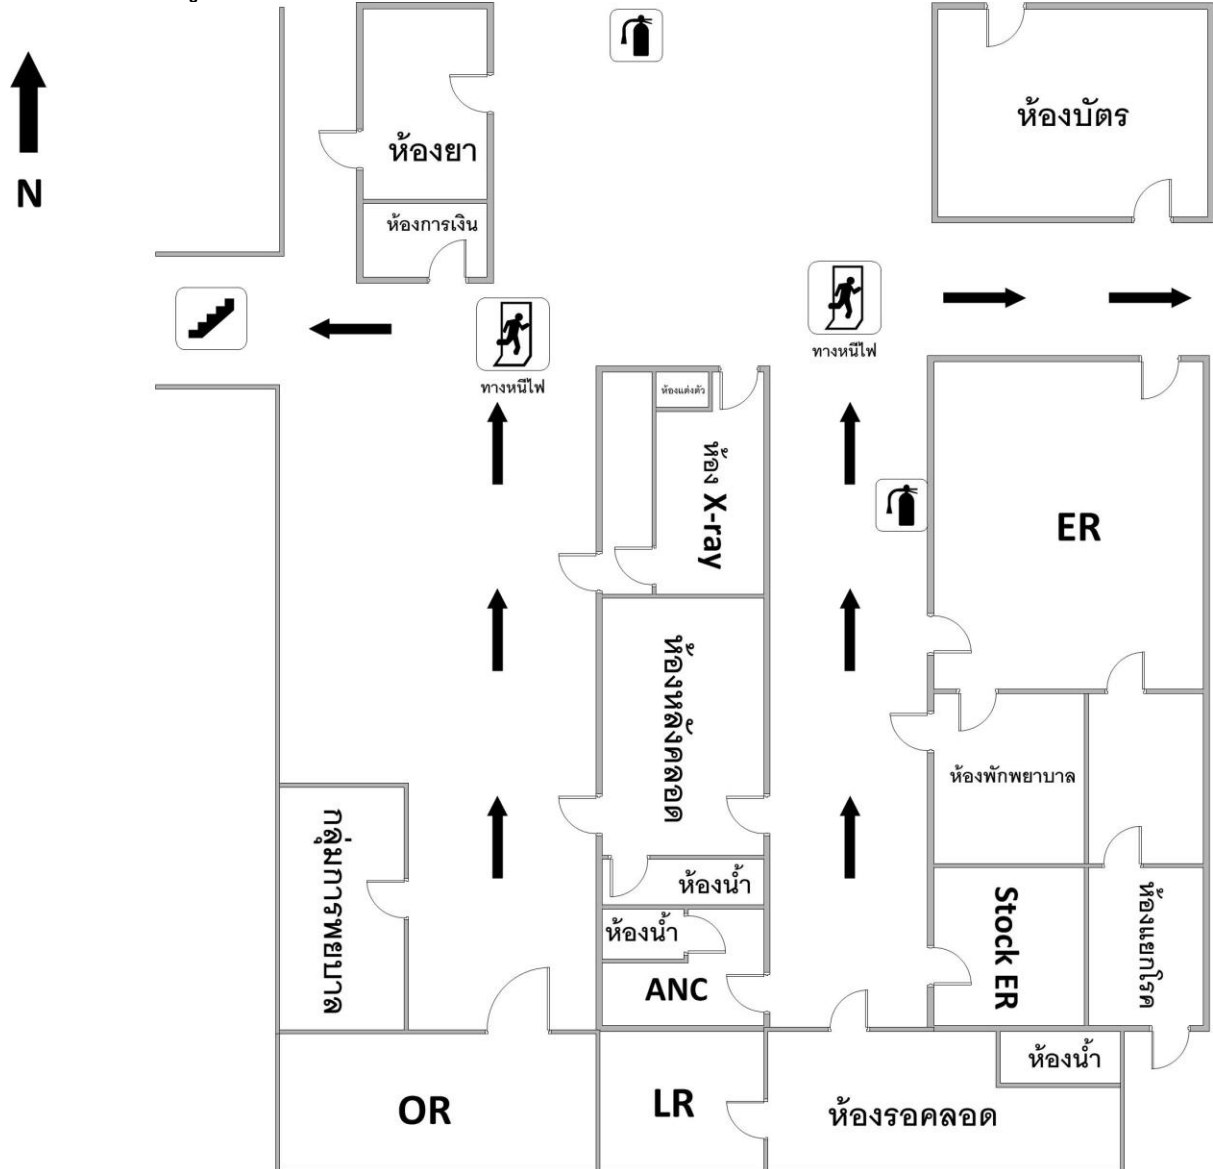 N
ห้องยา
ห้องการเงิน
ห้องบัตร
ทางหนีไฟ
ทางหนีไฟ
ห้องแต่งตัว
ห้อง X-ray
ER
ห้องหลังคลอด
ห้องพักพยาบาล
กลุ่มการพยาบาล
ห้องน้ำ
ห้องน้ำ
ANC
Stock ER
ห้องแยกโรค
OR
LR
ห้องรอคลอด
ห้องน้ำ